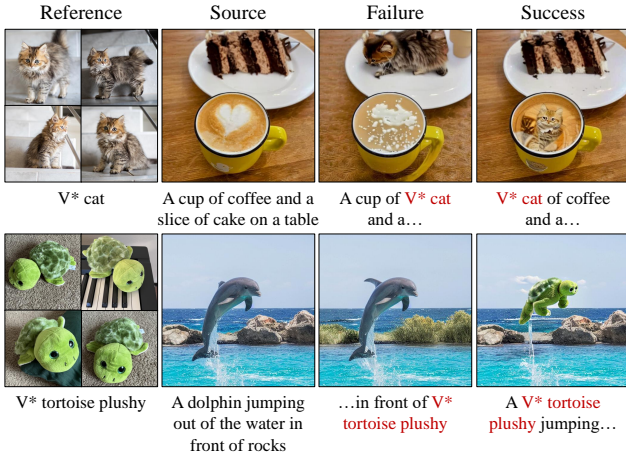 Reference Source Failure Success
V* cat
A cup of coffee and a
slice of cake on a table
A cup of V* cat
and a…
V* cat of coffee
and a…
V* tortoise plushy
A dolphin jumping
out of the water in
front of rocks
…in front of V*
tortoise plushy
A V* tortoise
plushy jumping…